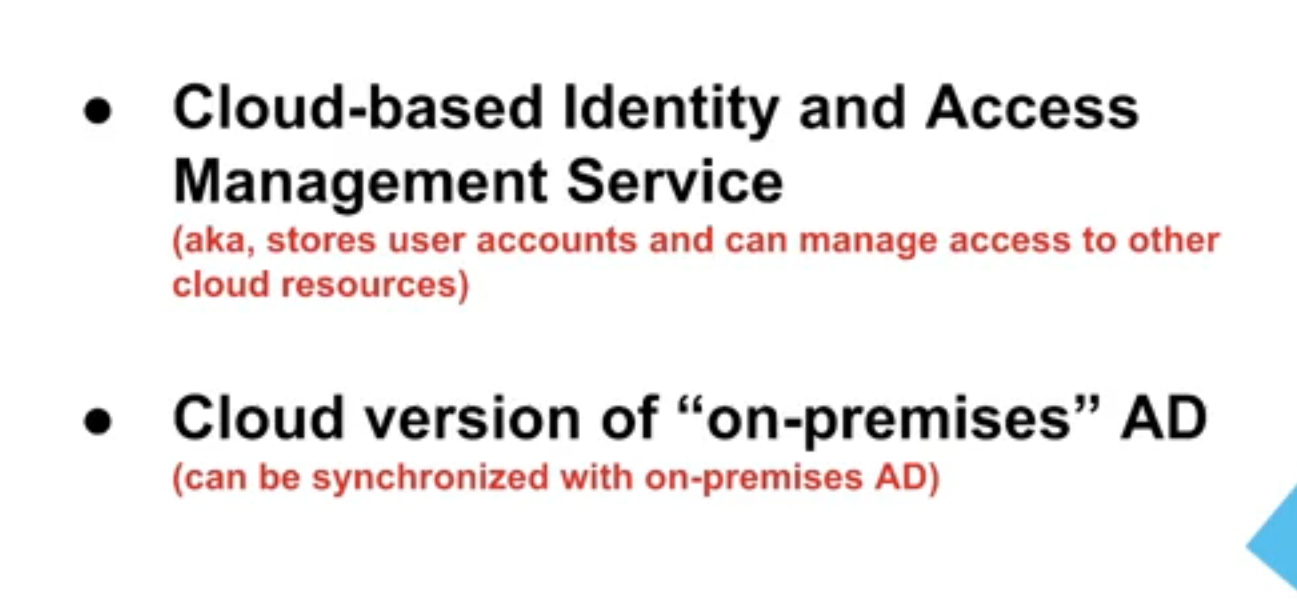 ● Cloud-based Identity and Access
Management Service
(aka, stores user accounts and can manage access to other
cloud resources)
● Cloud version of “on-premises” AD
(can be synchronized with on-premises AD)